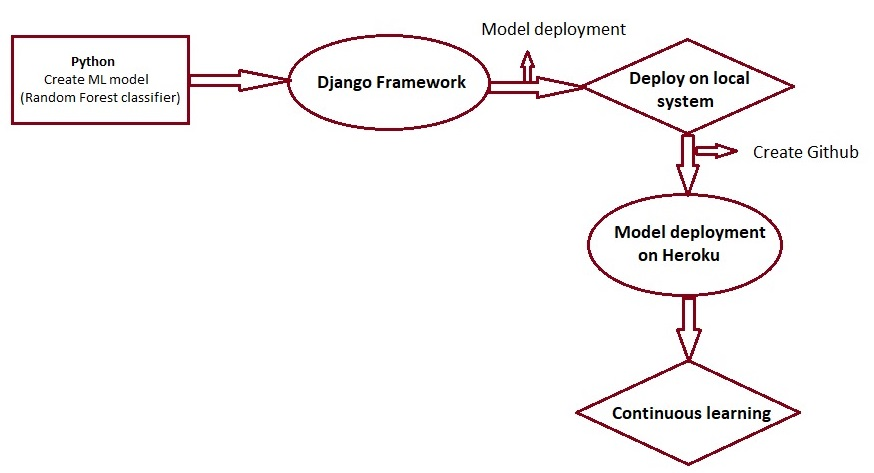 Model deployment
Python
Create ML model
(Random Forest classifier)
Django Framework
Deploy on local
system
Create Github
Model deployment
on Heroku
Continuous learning